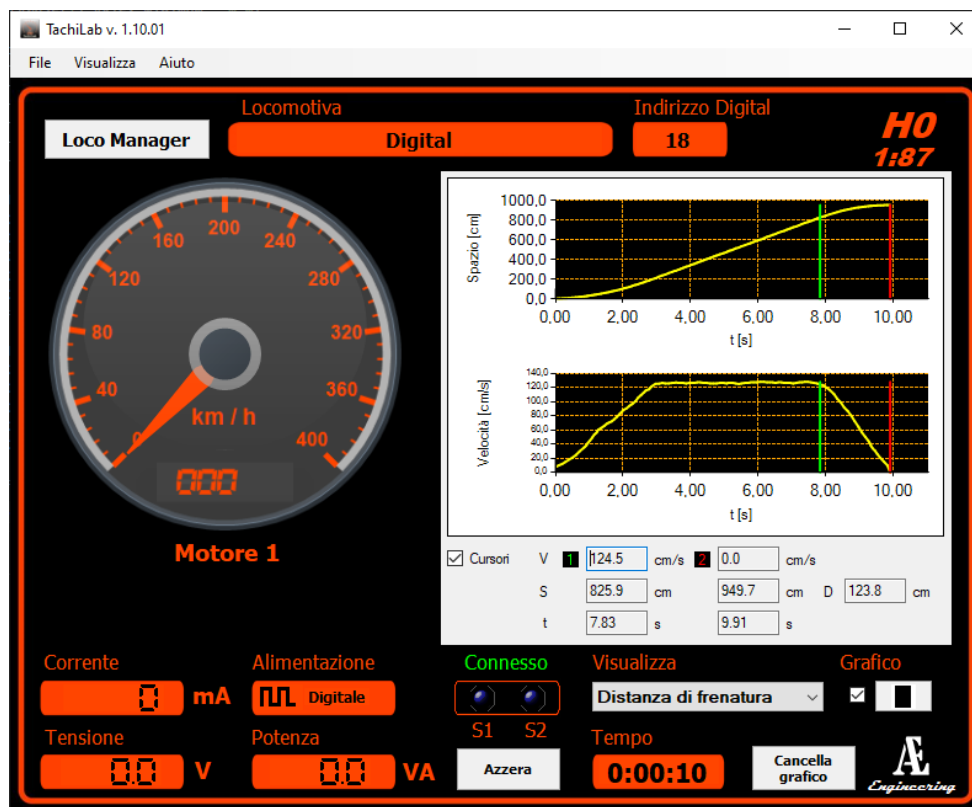 TachiLab v. 1.10.01
File Visualizza Aiuto
Locomotiva Indirizzo Digital
Loco Manager Digital 18 H0
1:87
0 40 80 120 160 200 240 280 320 360 400
km / h
000
Motore 1
Spazio [cm]
1000,0
800,0
600,0
400,0
200,0
0,0
0,00 2,00 4,00 6,00 8,00 10,00
t [s]
Velocità [cm/s]
140,0
120,0
100,0
80,0
60,0
40,0
20,0
0,0
0,00 2,00 4,00 6,00 8,00 10,00
t [s]
Cursori V 1 124.5 cm/s 2 0.0 cm/s
S 825.9 cm 949.7 cm D 123.8 cm
t 7.83 s 9.91 s
Corrente Alimentazione Connesso Visualizza Grafico
0 mA Digitale Distanza di frenatura
S1 S2
Tensione Potenza Tempo
0.0 V 0.0 VA Azzera 0:00:10 Cancella grafico
AE
Engineering